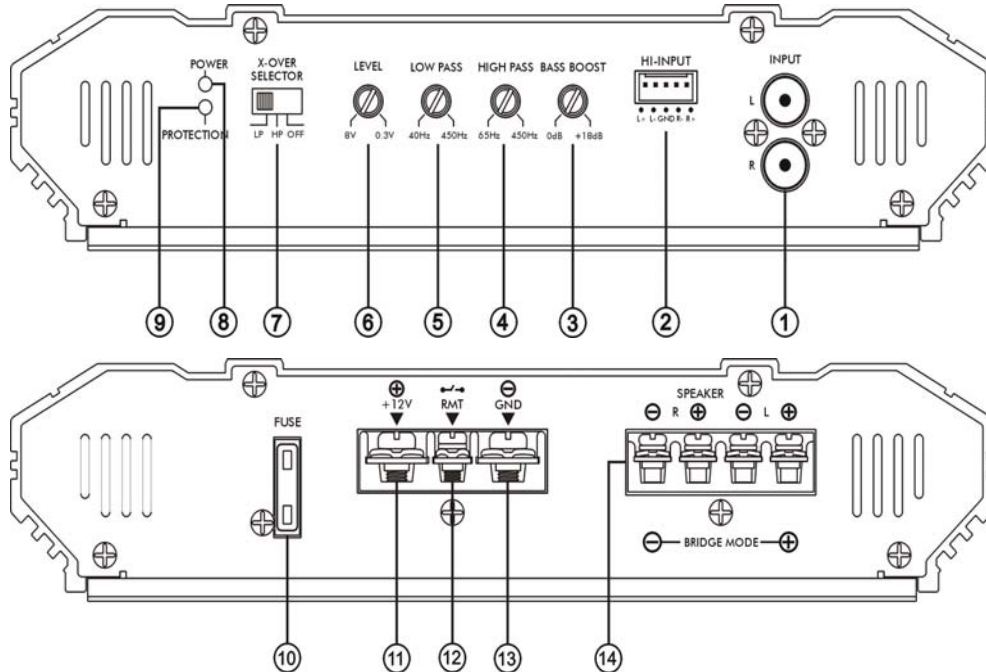 POWER
PROTECTION
X-OVER
SELECTOR
LP HP OFF
LEVEL
8V 0.3V
LOW PASS
40Hz 450Hz
HIGH PASS
65Hz 450Hz
BASS BOOST
0dB +18dB
HI-INPUT
L+ L- GND R- R+
INPUT
L
R
9 8 7 6 5 4 3 2 1
FUSE
⊕
+12V
RMT
⊖
GND
SPEAKER
⊖ R ⊕ ⊖ L ⊕
⊖ BRIDGE MODE ⊕
10 11 12 13 14